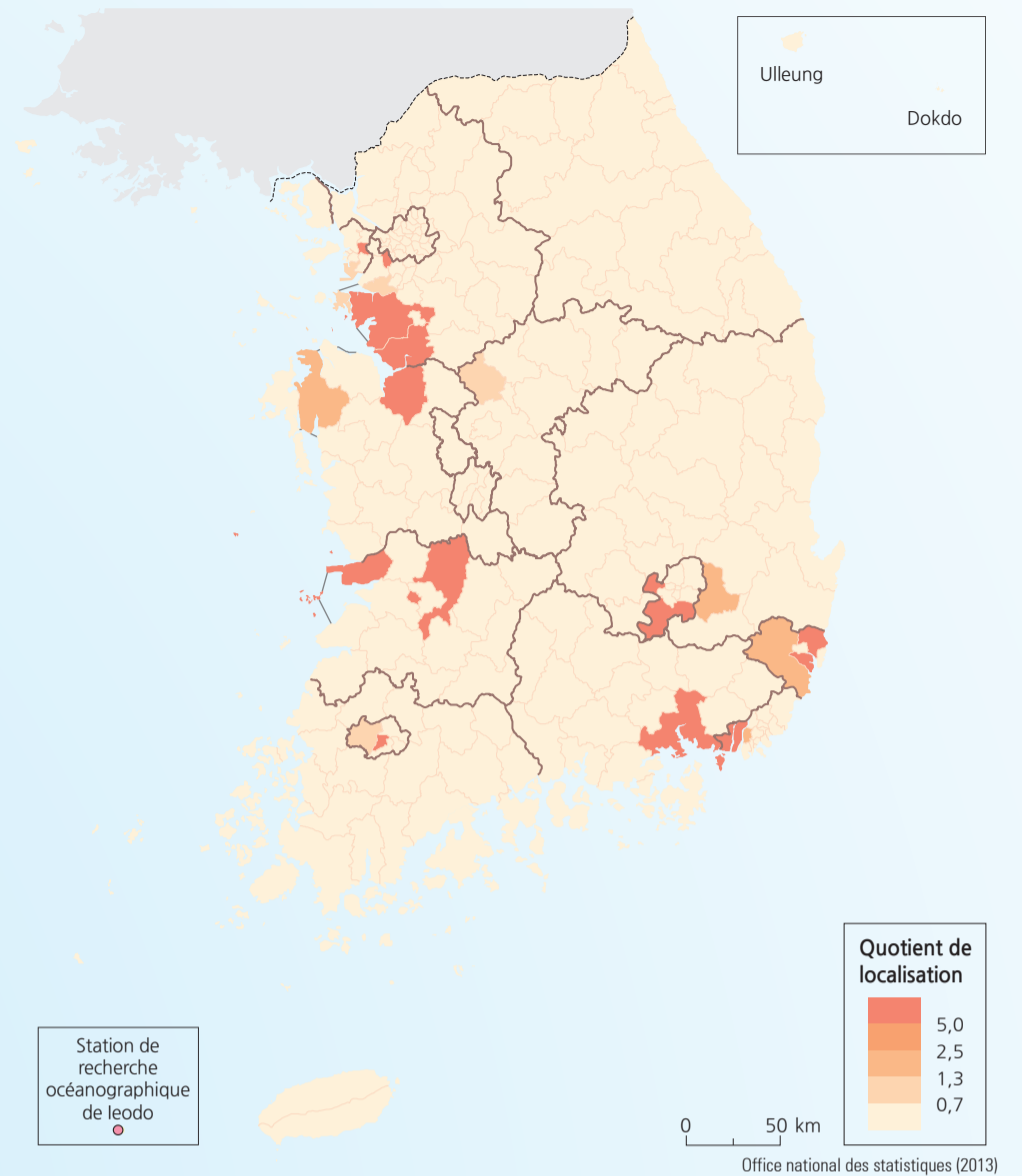 Ulleung
Dokdo
Quotient de
localisation
5,0
2,5
1,3
0,7
Station de
recherche
océanographique
de Ieodo
0 50 km
Office national des statistiques (2013)